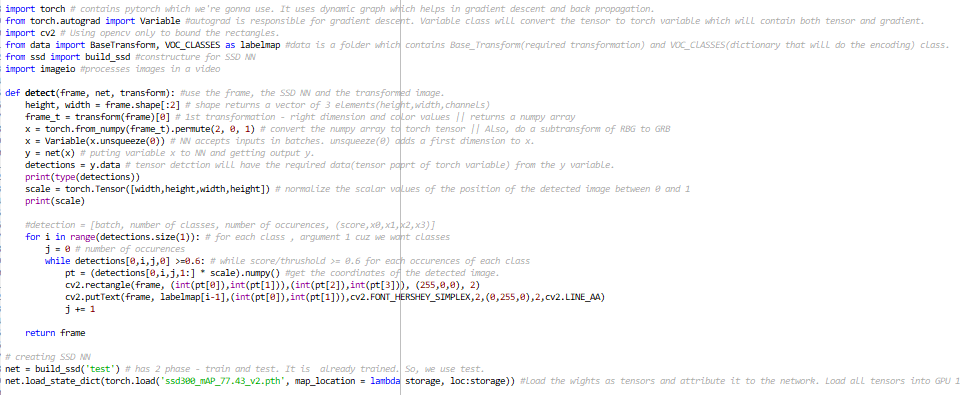 import torch # contains pytorch which we're gonna use. It uses dynamic graph which helps in gradient descent and back propagation.
from torch.autograd import Variable #autograd is responsible for gradient descent. Variable class will convert the tensor to torch variable which will contain both tensor and gradient.
import cv2 # Using opencv only to bound the rectangles.
from data import BaseTransform, VOC_CLASSES as labelmap #data is a folder which contains Base_Transform(required transformation) and VOC_CLASSES(dictionary that will do the encoding) class.
from ssd import build_ssd #constructure for SSD NN
import imageio #processes images in a video
def detect(frame, net, transform): #use the frame, the SSD NN and the transformed image.
height, width = frame.shape[:2] # shape returns a vector of 3 elements(height,width,channels)
frame_t = transform(frame)[0] # 1st transformation - right dimension and color values || returns a numpy array
x = torch.from_numpy(frame_t).permute(2, 0, 1) # convert the numpy array to torch tensor || Also, do a subtransform of RBG to GRB
x = Variable(x.unsqueeze(0)) # NN accepts inputs in batches. unsqueeze(0) adds a first dimension to x.
y = net(x) # puting variable x to NN and getting output y.
detections = y.data # tensor detction will have the required data(tensor paprt of torch variable) from the y variable.
print(type(detections))
scale = torch.Tensor([width,height,width,height]) # normalize the scalar values of the position of the detected image between 0 and 1
print(scale)
#detection = [batch, number of classes, number of occurences, (score,x0,x1,x2,x3)]
for i in range(detections.size(1)): # for each class , argument 1 cuz we want classes
j = 0 # number of occurences
while detections[0,i,j,0] >=0.6: # while score/thrushold >= 0.6 for each occurences of each class
pt = (detections[0,i,j,1:] * scale).numpy() #get the coordinates of the detected image.
cv2.rectangle(frame, (int(pt[0]),int(pt[1])),(int(pt[2]),int(pt[3])), (255,0,0), 2)
cv2.putText(frame, labelmap[i-1],(int(pt[0]),int(pt[1])),cv2.FONT_HERSHEY_SIMPLEX,2,(0,255,0),2,cv2.LINE_AA)
j += 1
return frame
# creating SSD NN
net = build_ssd('test') # has 2 phase - train and test. It is  already trained. So, we use test.
net.load_state_dict(torch.load('ssd300_mAP_77.43_v2.pth', map_location = lambda storage, loc:storage)) #load the wights as tensors and attribute it to the network. Load all tensors into GPU 1